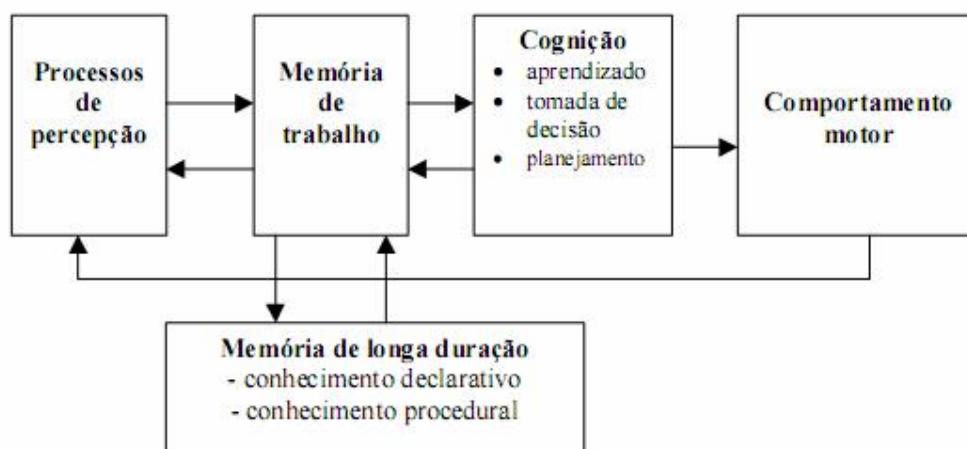 Processos
de
percepção
Memória
de
trabalho
Cognição
• aprendizado
• tomada de
decisão
• planejamento
Comportamento
motor
Memória de longa duração
- conhecimento declarativo
- conhecimento procedural